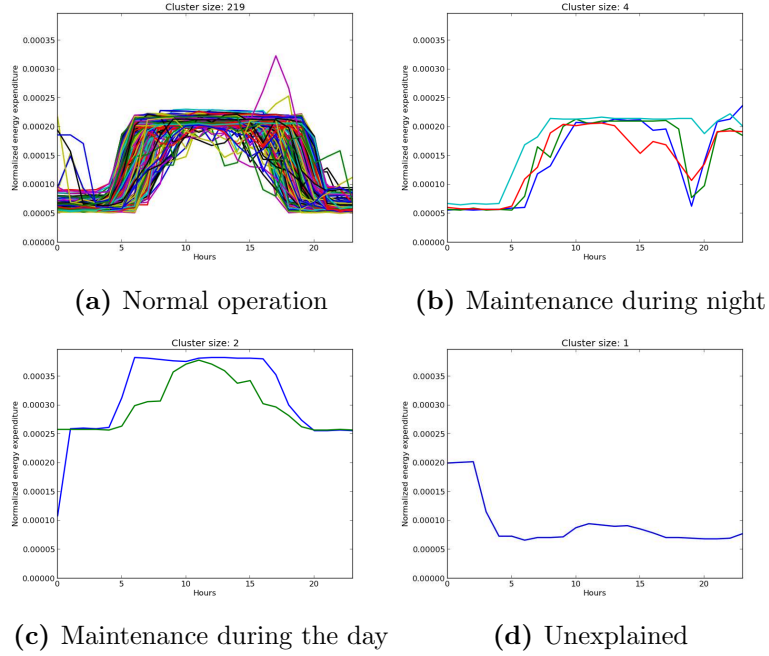 Cluster size: 219
Normalized energy expenditure
0.00035
0.00030
0.00025
0.00020
0.00015
0.00010
0.00005
0.00000
0 5 10 15 20
Hours
(a) Normal operation
Cluster size: 4
Normalized energy expenditure
0.00035
0.00030
0.00025
0.00020
0.00015
0.00010
0.00005
0.00000
0 5 10 15 20
Hours
(b) Maintenance during night
Cluster size: 2
Normalized energy expenditure
0.00035
0.00030
0.00025
0.00020
0.00015
0.00010
0.00005
0.00000
0 5 10 15 20
Hours
(c) Maintenance during the day
Cluster size: 1
Normalized energy expenditure
0.00035
0.00030
0.00025
0.00020
0.00015
0.00010
0.00005
0.00000
0 5 10 15 20
Hours
(d) Unexplained